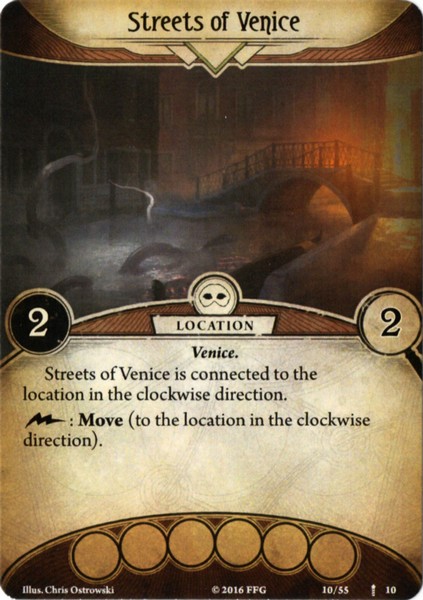 Streets of Venice
2
2
LOCATION
Venice.
Streets of Venice is connected to the
location in the clockwise direction.
: Move (to the location in the clockwise
direction).
Illus. Chris Ostrowski © 2016 FFG 10/55 10